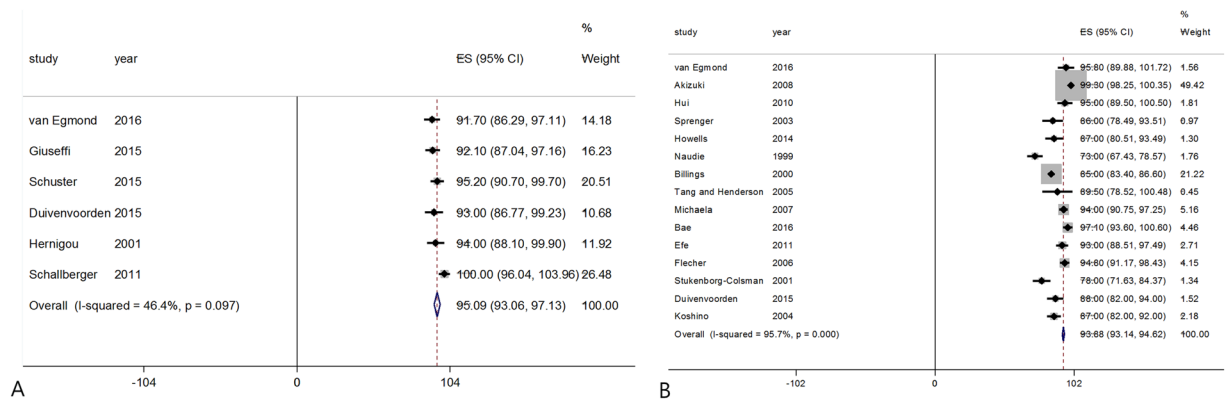 %
study year ES (95% CI) Weight
van Egmond 2016 91.70 (86.29, 97.11) 14.18
Giuseffi 2015 92.10 (87.04, 97.16) 16.23
Schuster 2015 95.20 (90.70, 99.70) 20.51
Duivenvoorden 2015 93.00 (86.77, 99.23) 10.68
Hernigou 2001 94.00 (88.10, 99.90) 11.92
Schallberger 2011 100.00 (96.04, 103.96) 26.48
Overall (I-squared = 46.4%, p = 0.097) 95.09 (93.06, 97.13) 100.00
-104 0 104
A
%
study year ES (95% CI) Weight
van Egmond 2016 95.80 (89.88, 101.72) 1.56
Akizuki 2008 99.30 (98.25, 100.35) 49.42
Hui 2010 95.00 (89.50, 100.50) 1.81
Sprenger 2003 86.00 (78.49, 93.51) 0.97
Howells 2014 87.00 (80.51, 93.49) 1.30
Naudie 1999 73.00 (67.43, 78.57) 1.76
Billings 2000 85.00 (83.40, 86.60) 21.22
Tang and Henderson 2005 89.50 (78.52, 100.48) 0.45
Michaela 2007 94.00 (90.75, 97.25) 5.16
Bae 2016 97.10 (93.60, 100.60) 4.46
Efe 2011 93.00 (88.51, 97.49) 2.71
Flecher 2006 94.80 (91.17, 98.43) 4.15
Stukenborg-Colsman 2001 78.00 (71.63, 84.37) 1.34
Duivenvoorden 2015 88.00 (82.00, 94.00) 1.52
Koshino 2004 87.00 (82.00, 92.00) 2.18
Overall (I-squared = 95.7%, p = 0.000) 93.88 (93.14, 94.62) 100.00
-102 0 102
B